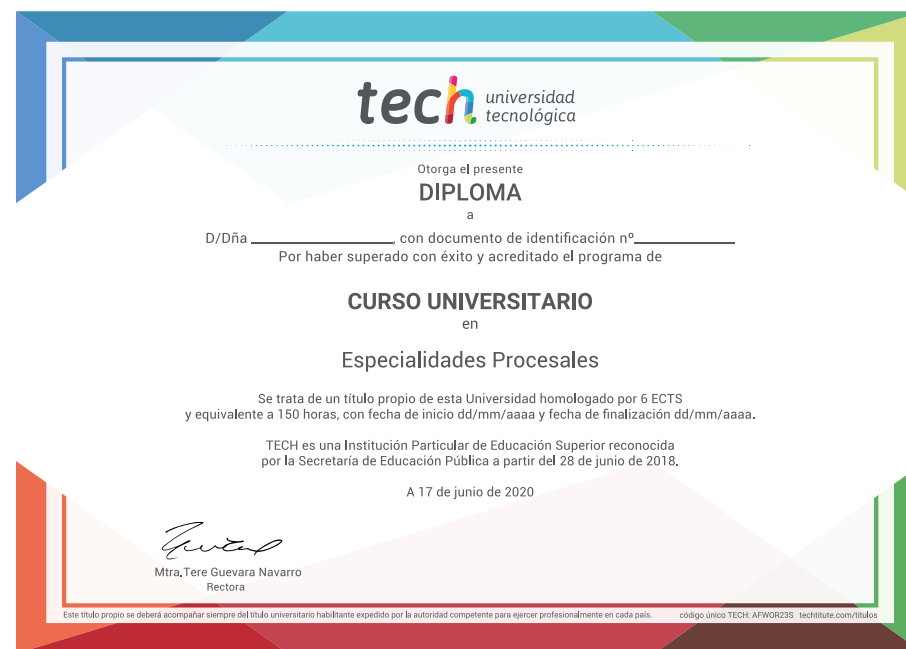 tech universidad
tecnológica
Otorga el presente
DIPLOMA
a
D/Dña ____________________, con documento de identificación nº______________
Por haber superado con éxito y acreditado el programa de
CURSO UNIVERSITARIO
en
Especialidades Procesales
Se trata de un título propio de esta Universidad homologado por 6 ECTS
y equivalente a 150 horas, con fecha de inicio dd/mm/aaaa y fecha de finalización dd/mm/aaaa.
TECH es una Institución Particular de Educación Superior reconocida
por la Secretaría de Educación Pública a partir del 28 de junio de 2018.
A 17 de junio de 2020
Mtra.Tere Guevara Navarro
Rectora
Este título propio se deberá acompañar siempre del título universitario habilitante expedido por la autoridad competente para ejercer profesionalmente en cada país. código único TECH: AFWOR23S techtitute.com/titulos